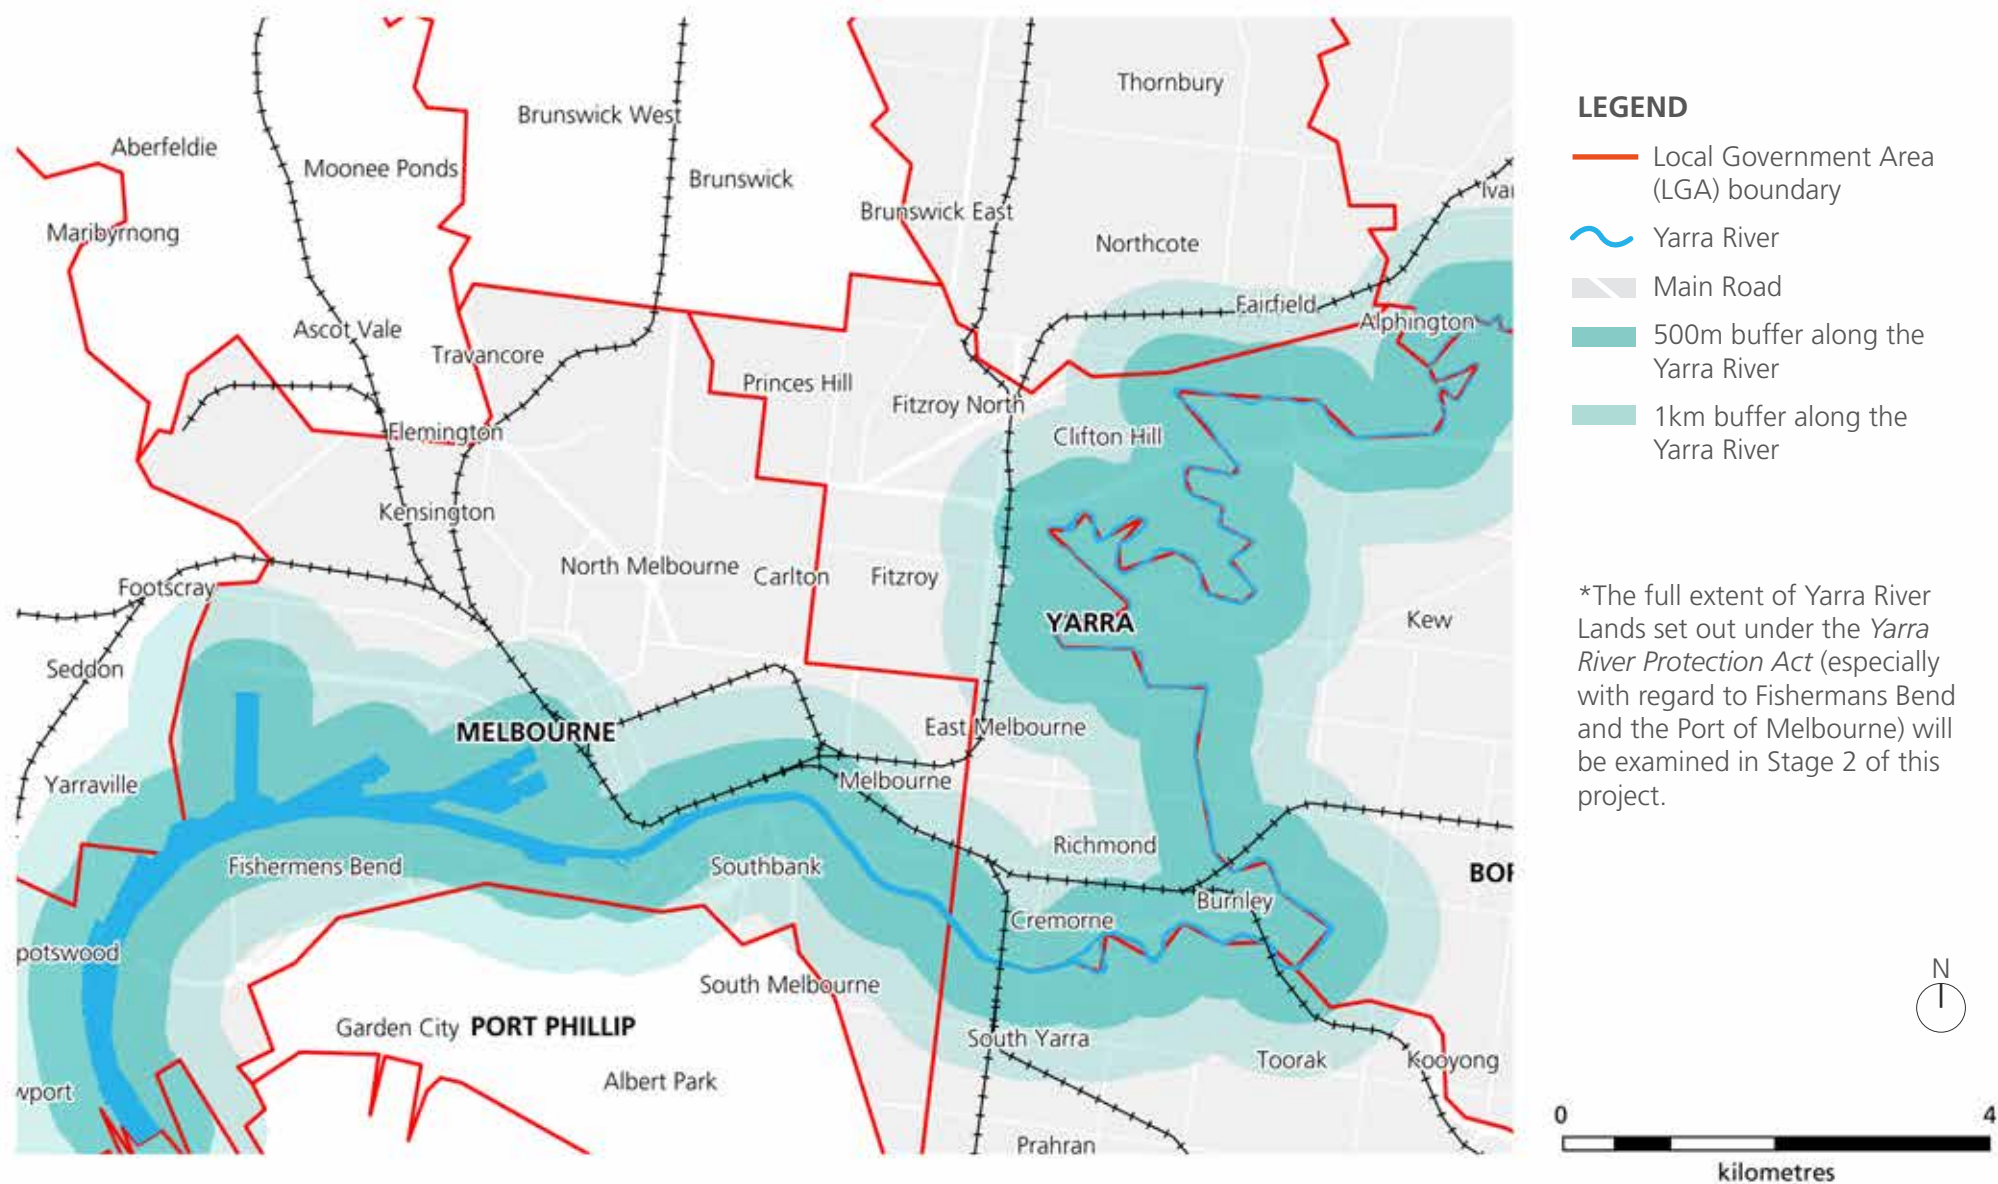 Thornbury
Brunswick West
Aberfeldie
Moonee Ponds
Brunswick
Ivan
Maribyrnong
Brunswick East
Northcote
Fairfield
Alphington
Ascot Vale
Travancore
Princes Hill
Fitzroy North
Clifton Hill
Flemington
Kensington
North Melbourne
Carlton
Fitzroy
Footscray
YARRA
Kew
Seddon
MELBOURNE
East Melbourne
Yarraville
Melbourne
Richmond
Fishermens Bend
Southbank
BOR
Burnley
Cremorne
potswood
South Melbourne
Garden City
PORT PHILLIP
South Yarra
Toorak
Kooyong
Albert Park
wport
Prahran
LEGEND
Local Government Area
(LGA) boundary
Yarra River
Main Road
500m buffer along the
Yarra River
1km buffer along the
Yarra River
*The full extent of Yarra River
Lands set out under the Yarra
River Protection Act (especially
with regard to Fishermans Bend
and the Port of Melbourne) will
be examined in Stage 2 of this
project.
N
0 4
kilometres